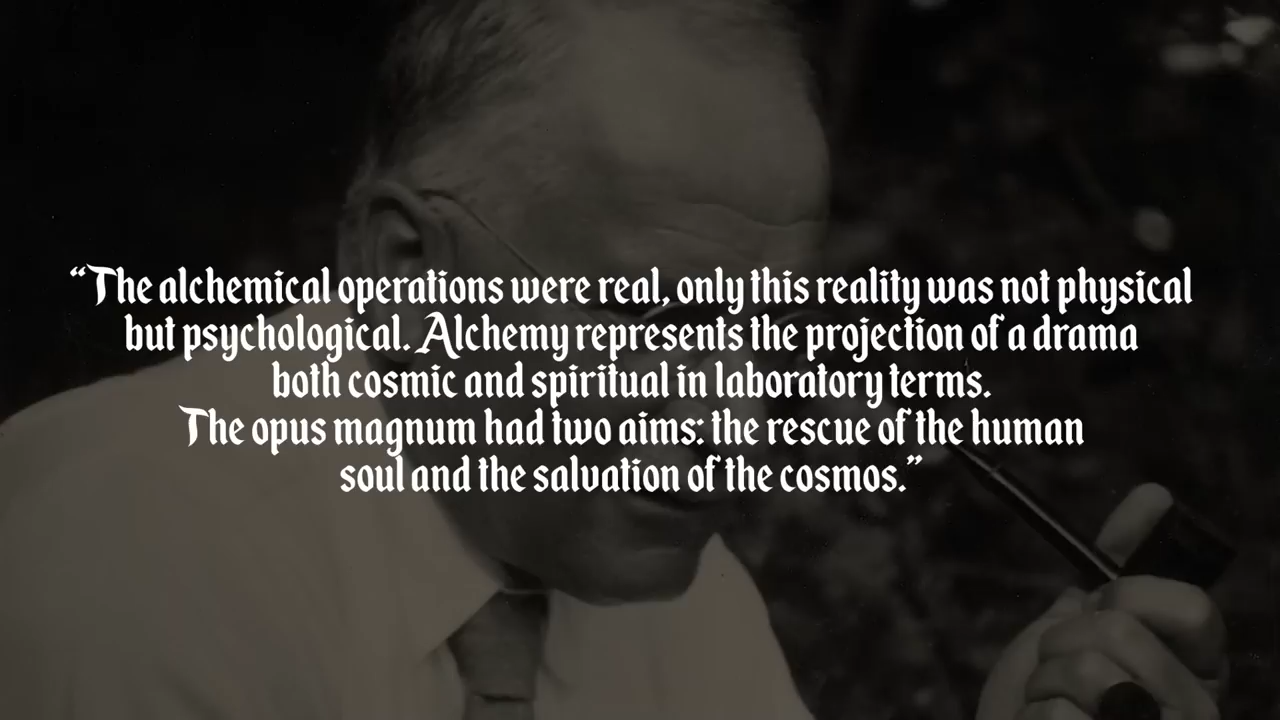 “The alchemical operations were real, only this reality was not physical
but psychological. Alchemy represents the projection of a drama
both cosmic and spiritual in laboratory terms.
The opus magnum had two aims: the rescue of the human
soul and the salvation of the cosmos.”